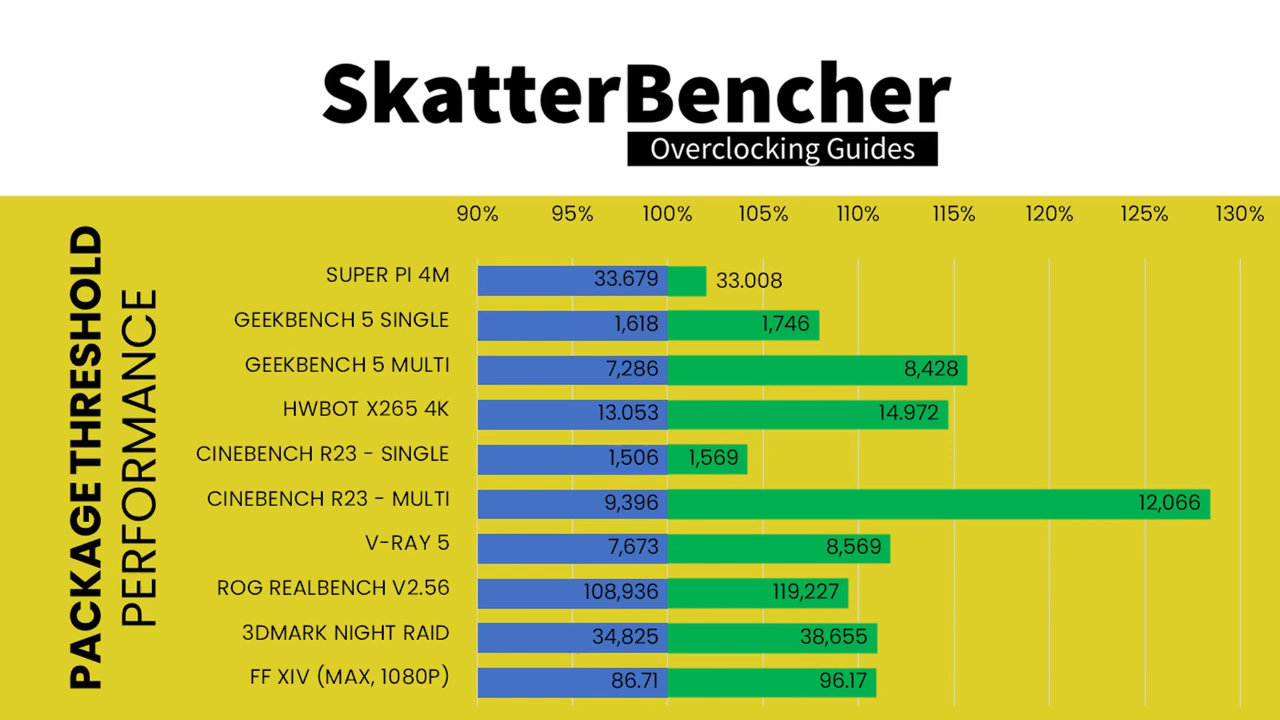 SkatterBencher
Overclocking Guides
PACKAGE THRESHOLD
PERFORMANCE
90% 95% 100% 105% 110% 115% 120% 125% 130%
SUPER PI 4M 33.679 33.008
GEEKBENCH 5 SINGLE 1,618 1,746
GEEKBENCH 5 MULTI 7,286 8,428
HWBOT X265 4K 13.053 14.972
CINEBENCH R23 - SINGLE 1,506 1,569
CINEBENCH R23 - MULTI 9,396 12,066
V-RAY 5 7,673 8,569
ROG REALBENCH V2.56 108,936 119,227
3DMARK NIGHT RAID 34,825 38,655
FF XIV (MAX, 1080P) 86.71 96.17